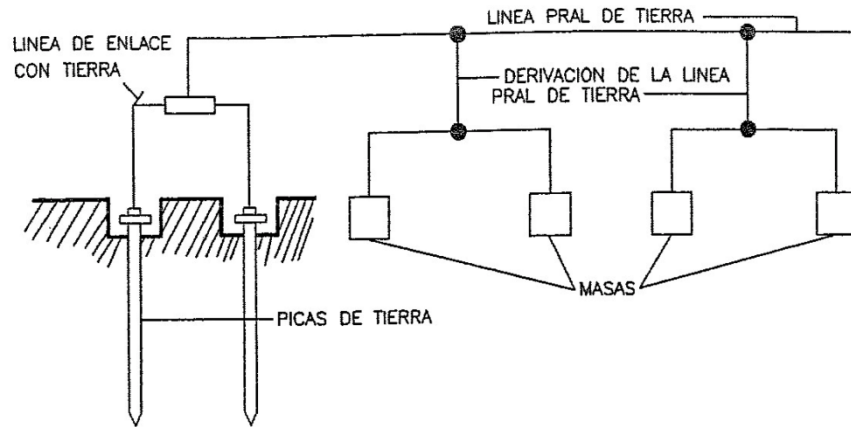 LINEA PRAL DE TIERRA
LINEA DE ENLACE
CON TIERRA
DERIVACION DE LA LINEA
PRAL DE TIERRA
MASAS
PICAS DE TIERRA